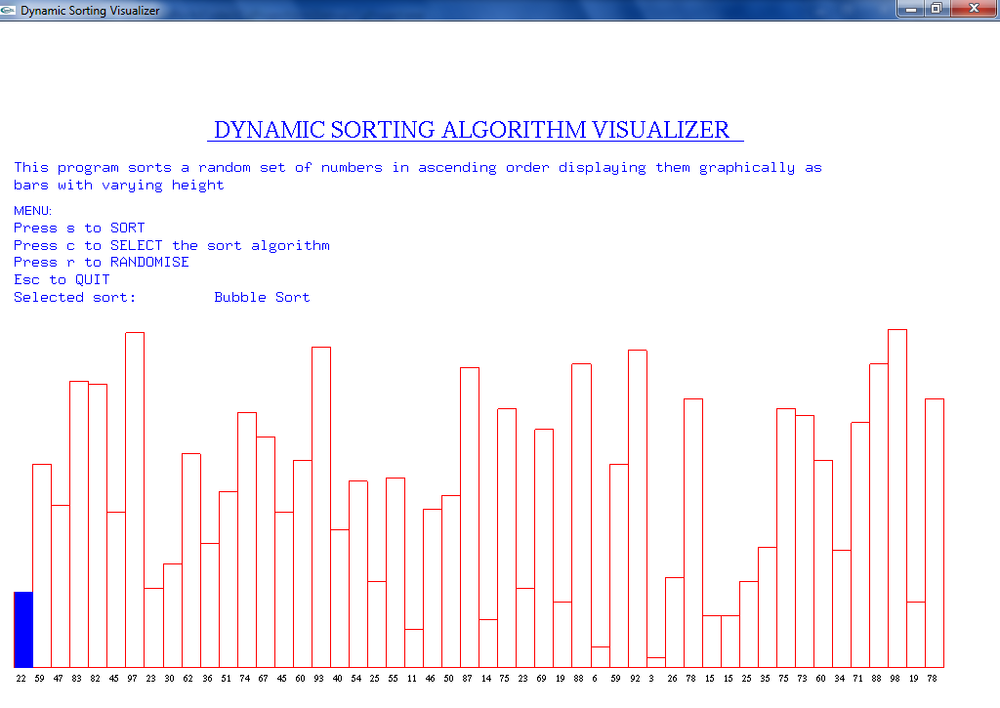 Dynamic Sorting Visualizer
DYNAMIC SORTING ALGORITHM VISUALIZER
This program sorts a random set of numbers in ascending order displaying them graphically as
bars with varying height
MENU:
Press s to SORT
Press c to SELECT the sort algorithm
Press r to RANDOMISE
Esc to QUIT
Selected sort: Bubble Sort
22 59 47 83 82 45 97 23 30 62 36 51 74 67 45 60 93 40 54 25 55 11 46 50 87 14 75 23 69 19 88 6 59 92 3 26 78 15 15 25 35 75 73 60 34 71 88 98 19 78